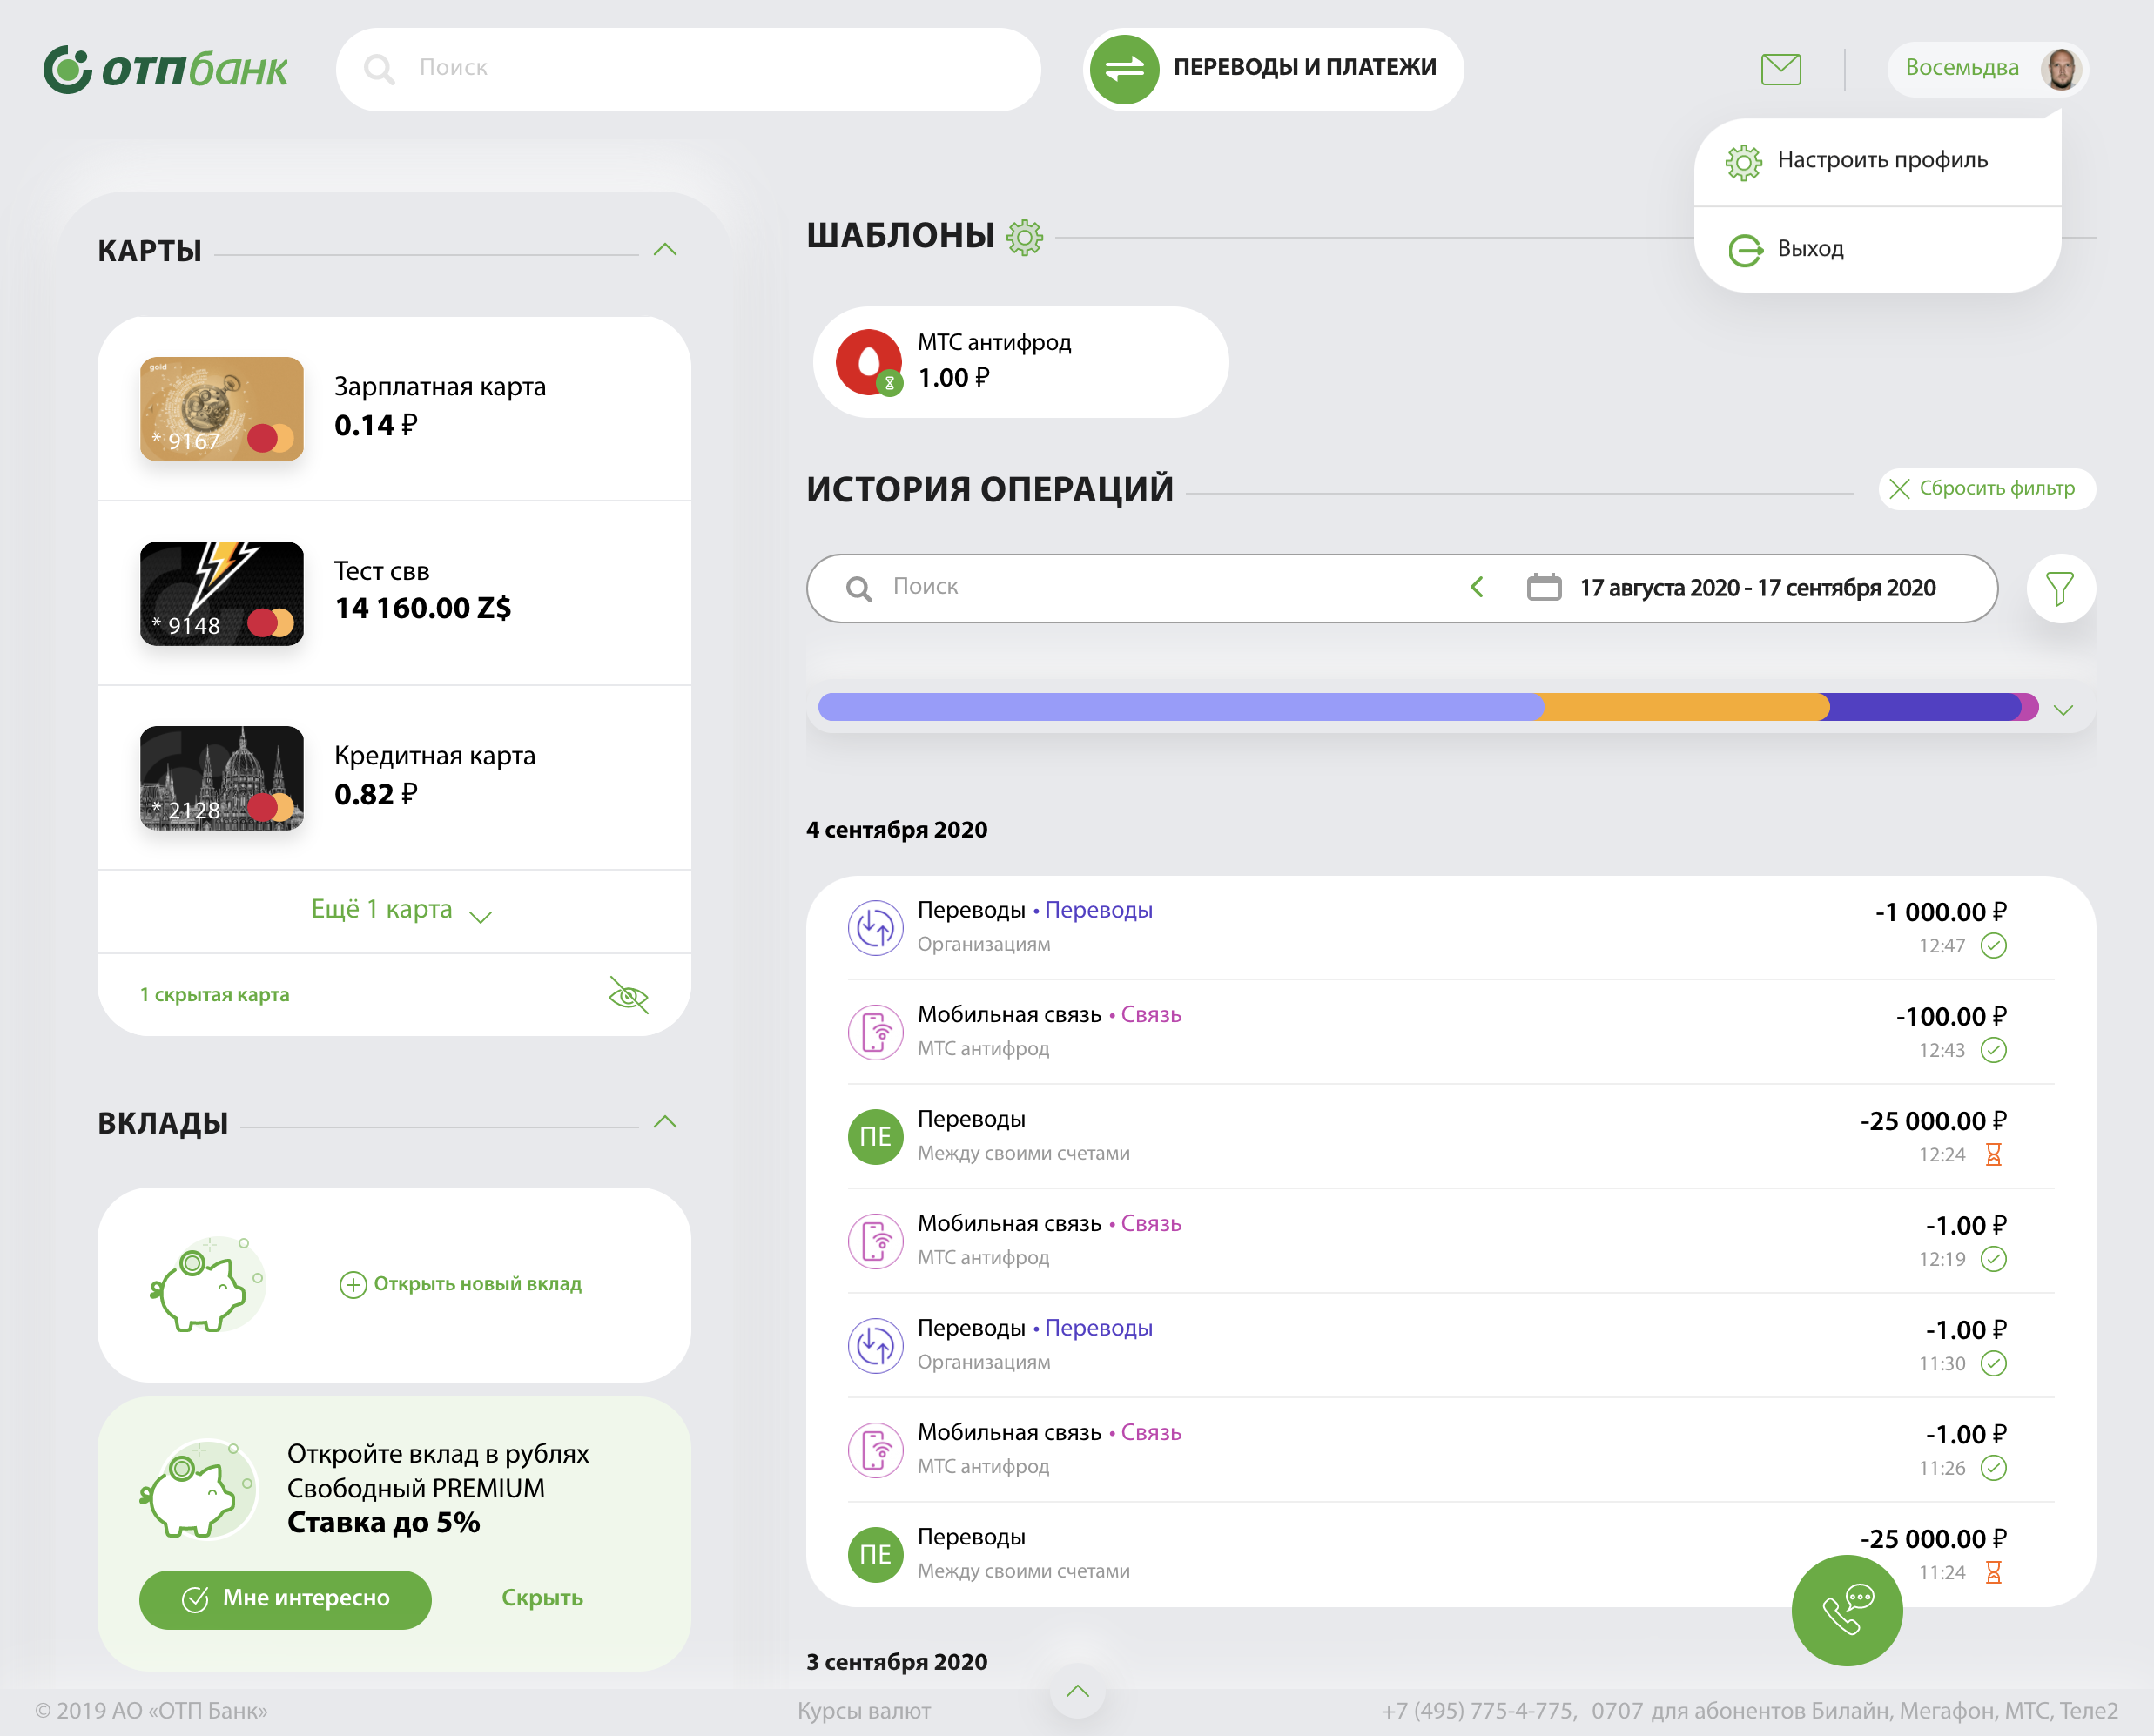 ОТПбанк
Поиск
ПЕРЕВОДЫ И ПЛАТЕЖИ
Восемьдва
Настроить профиль
Выход
КАРТЫ
gold
* 9167
Зарплатная карта
0.14 ₽
* 9148
Тест свв
14 160.00 Z$
* 2128
Кредитная карта
0.82 ₽
Ещё 1 карта
1 скрытая карта
ВКЛАДЫ
Открыть новый вклад
Откройте вклад в рублях
Свободный PREMIUM
Ставка до 5%
Мне интересно
Скрыть
ШАБЛОНЫ
МТС антифрод
1.00 ₽
ИСТОРИЯ ОПЕРАЦИЙ
Сбросить фильтр
Поиск
17 августа 2020 - 17 сентября 2020
4 сентября 2020
Переводы • Переводы
Организациям
-1 000.00 ₽
12:47
Мобильная связь • Связь
МТС антифрод
-100.00 ₽
12:43
ПЕ
Переводы
Между своими счетами
-25 000.00 ₽
12:24
Мобильная связь • Связь
МТС антифрод
-1.00 ₽
12:19
Переводы • Переводы
Организациям
-1.00 ₽
11:30
Мобильная связь • Связь
МТС антифрод
-1.00 ₽
11:26
ПЕ
Переводы
Между своими счетами
-25 000.00 ₽
11:24
3 сентября 2020
© 2019 АО «ОТП Банк»
Курсы валют
+7 (495) 775-4-775, 0707 для абонентов Билайн, Мегафон, МТС, Теле2